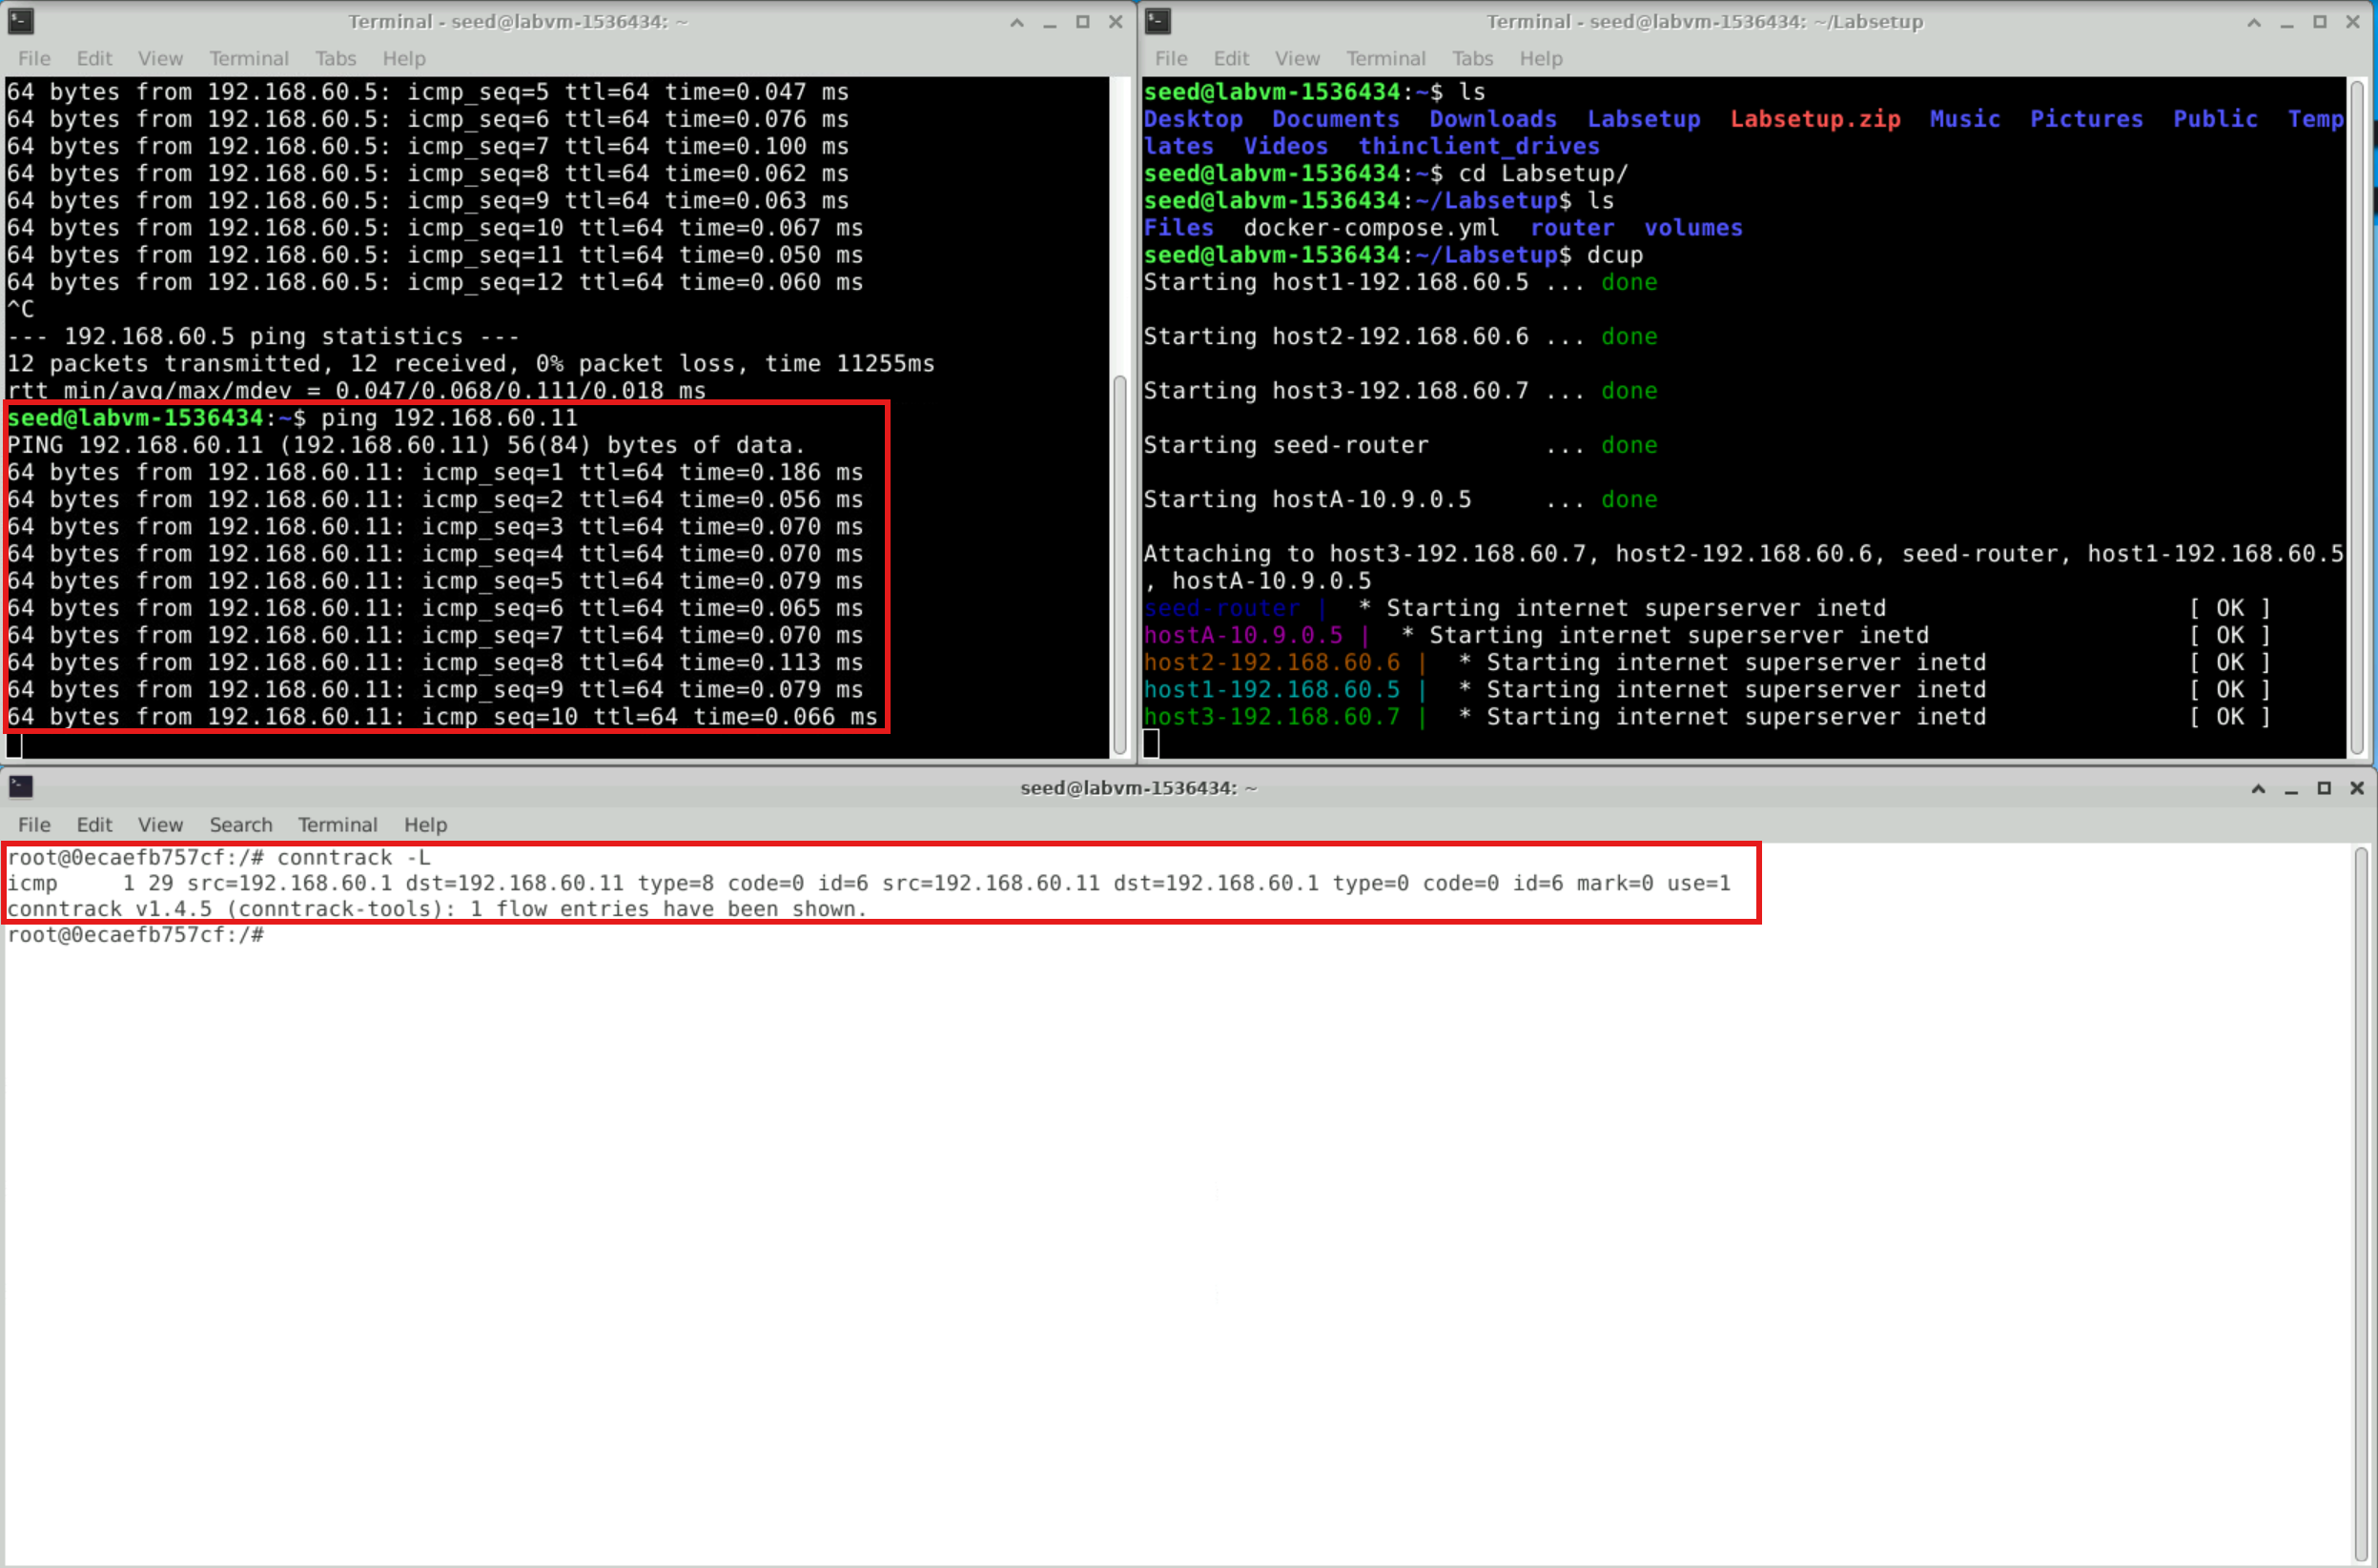 Terminal - seed@labvm-1536434: ~
File Edit View Terminal Tabs Help
64 bytes from 192.168.60.5: icmp_seq=5 ttl=64 time=0.047 ms
64 bytes from 192.168.60.5: icmp_seq=6 ttl=64 time=0.076 ms
64 bytes from 192.168.60.5: icmp_seq=7 ttl=64 time=0.100 ms
64 bytes from 192.168.60.5: icmp_seq=8 ttl=64 time=0.062 ms
64 bytes from 192.168.60.5: icmp_seq=9 ttl=64 time=0.063 ms
64 bytes from 192.168.60.5: icmp_seq=10 ttl=64 time=0.067 ms
64 bytes from 192.168.60.5: icmp_seq=11 ttl=64 time=0.050 ms
64 bytes from 192.168.60.5: icmp_seq=12 ttl=64 time=0.060 ms
^C
--- 192.168.60.5 ping statistics ---
12 packets transmitted, 12 received, 0% packet loss, time 11255ms
rtt min/avg/max/mdev = 0.047/0.068/0.111/0.018 ms
seed@labvm-1536434:~$ ping 192.168.60.11
PING 192.168.60.11 (192.168.60.11) 56(84) bytes of data.
64 bytes from 192.168.60.11: icmp_seq=1 ttl=64 time=0.186 ms
64 bytes from 192.168.60.11: icmp_seq=2 ttl=64 time=0.056 ms
64 bytes from 192.168.60.11: icmp_seq=3 ttl=64 time=0.070 ms
64 bytes from 192.168.60.11: icmp_seq=4 ttl=64 time=0.070 ms
64 bytes from 192.168.60.11: icmp_seq=5 ttl=64 time=0.079 ms
64 bytes from 192.168.60.11: icmp_seq=6 ttl=64 time=0.065 ms
64 bytes from 192.168.60.11: icmp_seq=7 ttl=64 time=0.070 ms
64 bytes from 192.168.60.11: icmp_seq=8 ttl=64 time=0.113 ms
64 bytes from 192.168.60.11: icmp_seq=9 ttl=64 time=0.079 ms
64 bytes from 192.168.60.11: icmp_seq=10 ttl=64 time=0.066 ms
Terminal - seed@labvm-1536434: ~/Labsetup
File Edit View Terminal Tabs Help
seed@labvm-1536434:~$ ls
Desktop Documents Downloads Labsetup Labsetup.zip Music Pictures Public Temp
lates Videos thinclient_drives
seed@labvm-1536434:~$ cd Labsetup/
seed@labvm-1536434:~/Labsetup$ ls
Files docker-compose.yml router volumes
seed@labvm-1536434:~/Labsetup$ dcup
Starting host1-192.168.60.5 ... done
Starting host2-192.168.60.6 ... done
Starting host3-192.168.60.7 ... done
Starting seed-router ... done
Starting hostA-10.9.0.5 ... done
Attaching to host3-192.168.60.7, host2-192.168.60.6, seed-router, host1-192.168.60.5
, hostA-10.9.0.5
seed-router | * Starting internet superserver inetd [ OK ]
hostA-10.9.0.5 | * Starting internet superserver inetd [ OK ]
host2-192.168.60.6 | * Starting internet superserver inetd [ OK ]
host1-192.168.60.5 | * Starting internet superserver inetd [ OK ]
host3-192.168.60.7 | * Starting internet superserver inetd [ OK ]
seed@labvm-1536434: ~
File Edit View Search Terminal Help
root@0ecaefb757cf:/# conntrack -L
icmp 1 29 src=192.168.60.1 dst=192.168.60.11 type=8 code=0 id=6 src=192.168.60.11 dst=192.168.60.1 type=0 code=0 id=6 mark=0 use=1
conntrack v1.4.5 (conntrack-tools): 1 flow entries have been shown.
root@0ecaefb757cf:/#